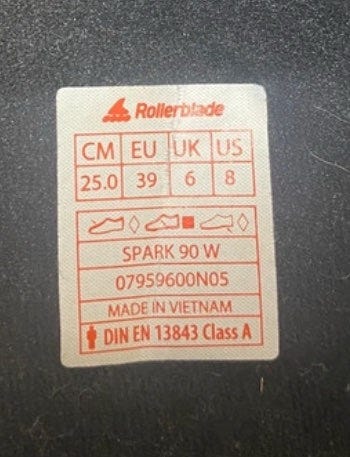 Rollerblade
CM EU UK US
25.0 39 6 8
SPARK 90 W
07959600N05
MADE IN VIETNAM
DIN EN 13843 Class A